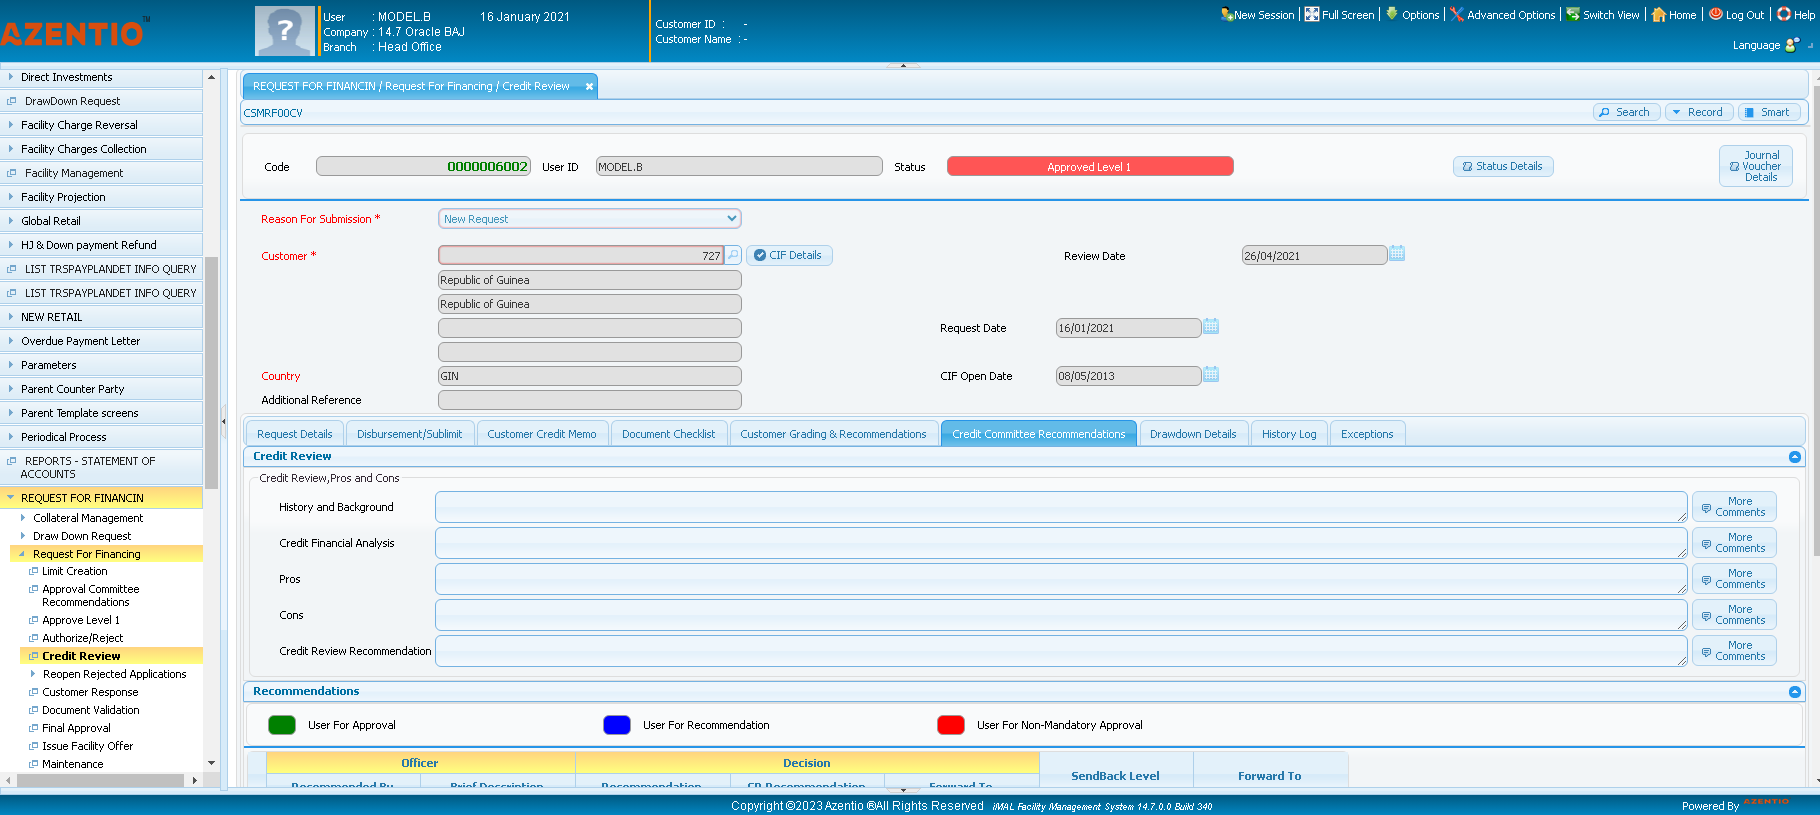 AZENTIO™
User : MODEL.B 16 January 2021
Company : 14.7 Oracle BAJ
Branch : Head Office
Customer ID : -
Customer Name : -
New Session
Full Screen
Options
Advanced Options
Switch View
Home
Log Out
Help
Language
Direct Investments
DrawDown Request
Facility Charge Reversal
Facility Charges Collection
Facility Management
Facility Projection
Global Retail
HJ & Down payment Refund
LIST TRSPAYPLANDET INFO QUERY
LIST TRSPAYPLANDET INFO QUERY
NEW RETAIL
Overdue Payment Letter
Parameters
Parent Counter Party
Parent Template screens
Periodical Process
REPORTS - STATEMENT OF
ACCOUNTS
REQUEST FOR FINANCIN
Collateral Management
Draw Down Request
Request For Financing
Limit Creation
Approval Committee
Recommendations
Approve Level 1
Authorize/Reject
Credit Review
Reopen Rejected Applications
Customer Response
Document Validation
Final Approval
Issue Facility Offer
Maintenance
REQUEST FOR FINANCIN / Request For Financing / Credit Review
CSMRF00CV
Search
Record
Smart
Code 0000006002 User ID MODEL.B Status Approved Level 1
Status Details
Journal
Voucher
Details
Reason For Submission * New Request
Customer * 727 CIF Details
Review Date 26/04/2021
Republic of Guinea
Republic of Guinea
Request Date 16/01/2021
Country GIN
CIF Open Date 08/05/2013
Additional Reference
Request Details
Disbursement/Sublimit
Customer Credit Memo
Document Checklist
Customer Grading & Recommendations
Credit Committee Recommendations
Drawdown Details
History Log
Exceptions
Credit Review
Credit Review,Pros and Cons
History and Background
More
Comments
Credit Financial Analysis
More
Comments
Pros
More
Comments
Cons
More
Comments
Credit Review Recommendation
More
Comments
Recommendations
User For Approval
User For Recommendation
User For Non-Mandatory Approval
Officer
Decision
SendBack Level
Forward To
Recommended By
Brief Description
Recommendation
CP Recommendation
Forward To
Copyright ©2023 Azentio ®All Rights Reserved iMAL Facility Management System 14.7.0.0 Build 340
Powered By AZENTIO